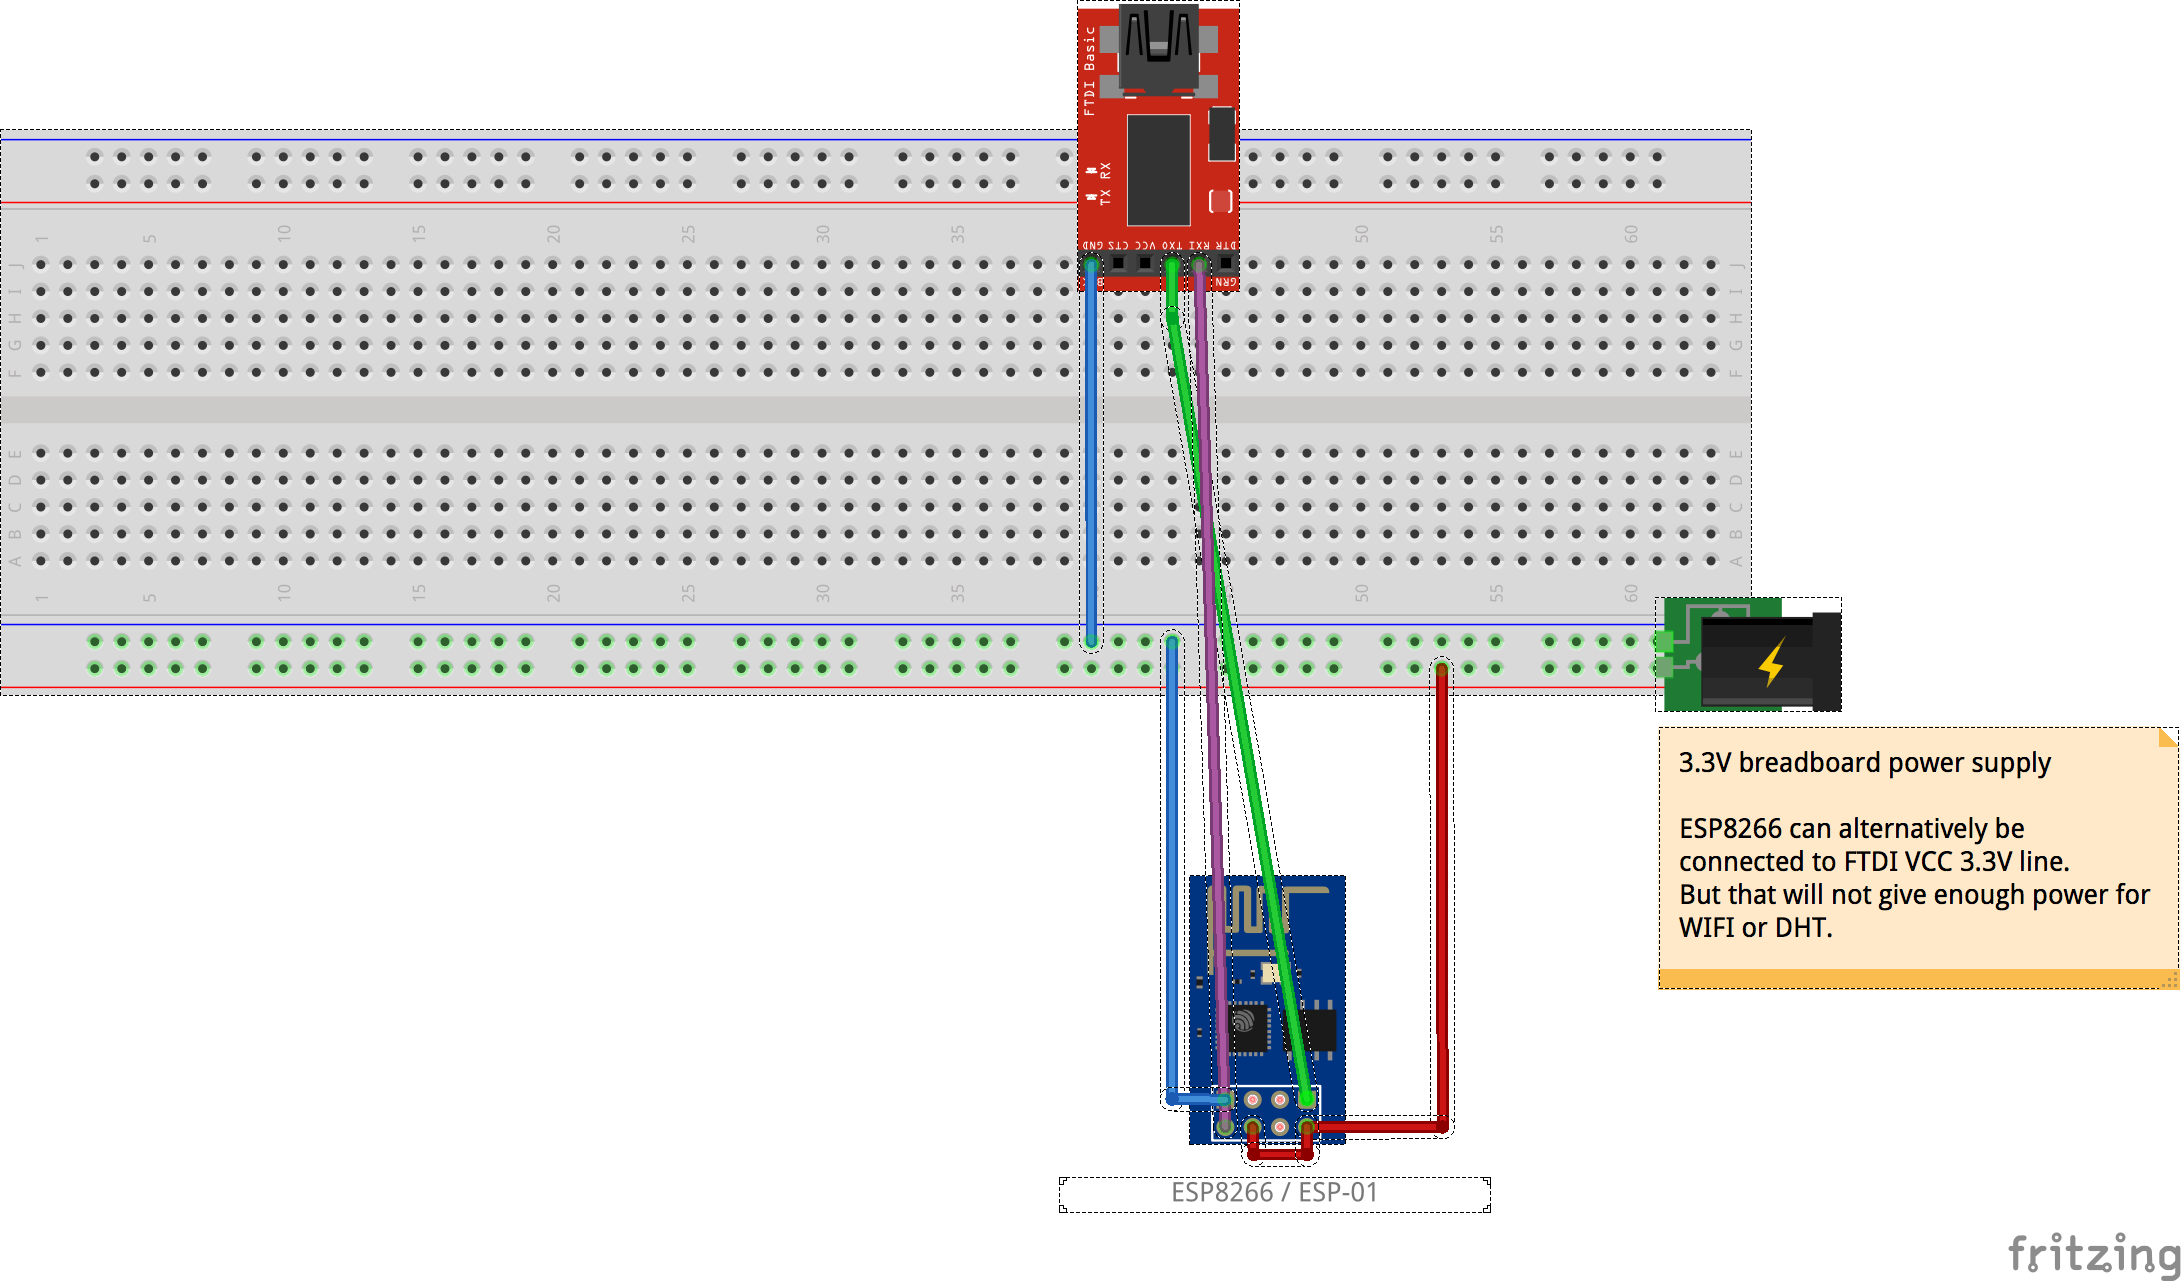 FTDI Basic
TX RX
GND CTS VCC TXO RXI DTR
GRN
1 5 10 15 20 25 30 35 50 55 60
J J
I I
H H
G G
F F
E E
D D
C C
B B
A A
1 5 10 15 20 25 30 35 50 55 60
3.3V breadboard power supply
ESP8266 can alternatively be
connected to FTDI VCC 3.3V line.
But that will not give enough power for
WIFI or DHT.
ESP8266 / ESP-01
fritzing